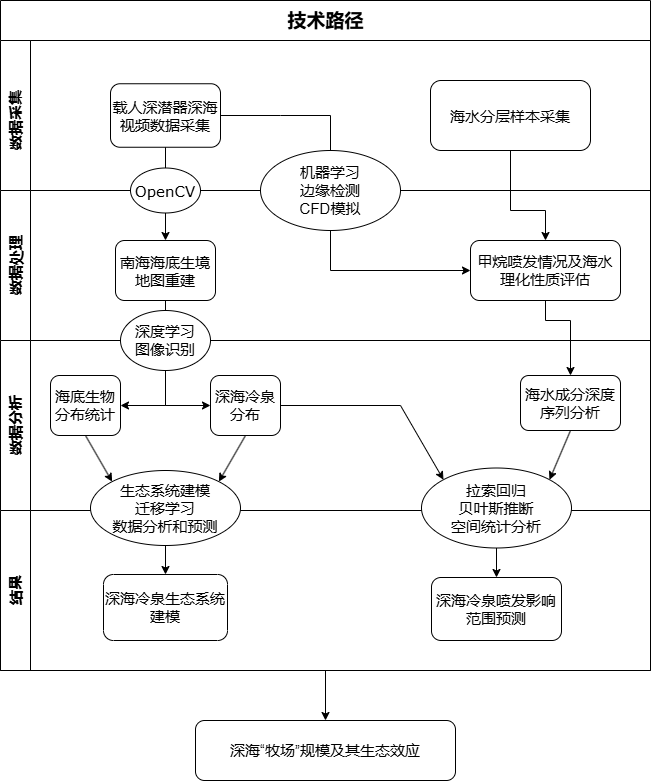 技术路径
数据采集
载人深潜器深海
视频数据采集
海水分层样本采集
机器学习
边缘检测
CFD模拟
OpenCV
数据处理
南海海底生境
地图重建
甲烷喷发情况及海水
理化性质评估
深度学习
图像识别
数据分析
海底生物
分布统计
深海冷泉
分布
海水成分深度
序列分析
生态系统建模
迁移学习
数据分析和预测
拉索回归
贝叶斯推断
空间统计分析
结果
深海冷泉生态系统
建模
深海冷泉喷发影响
范围预测
深海“牧场”规模及其生态效应